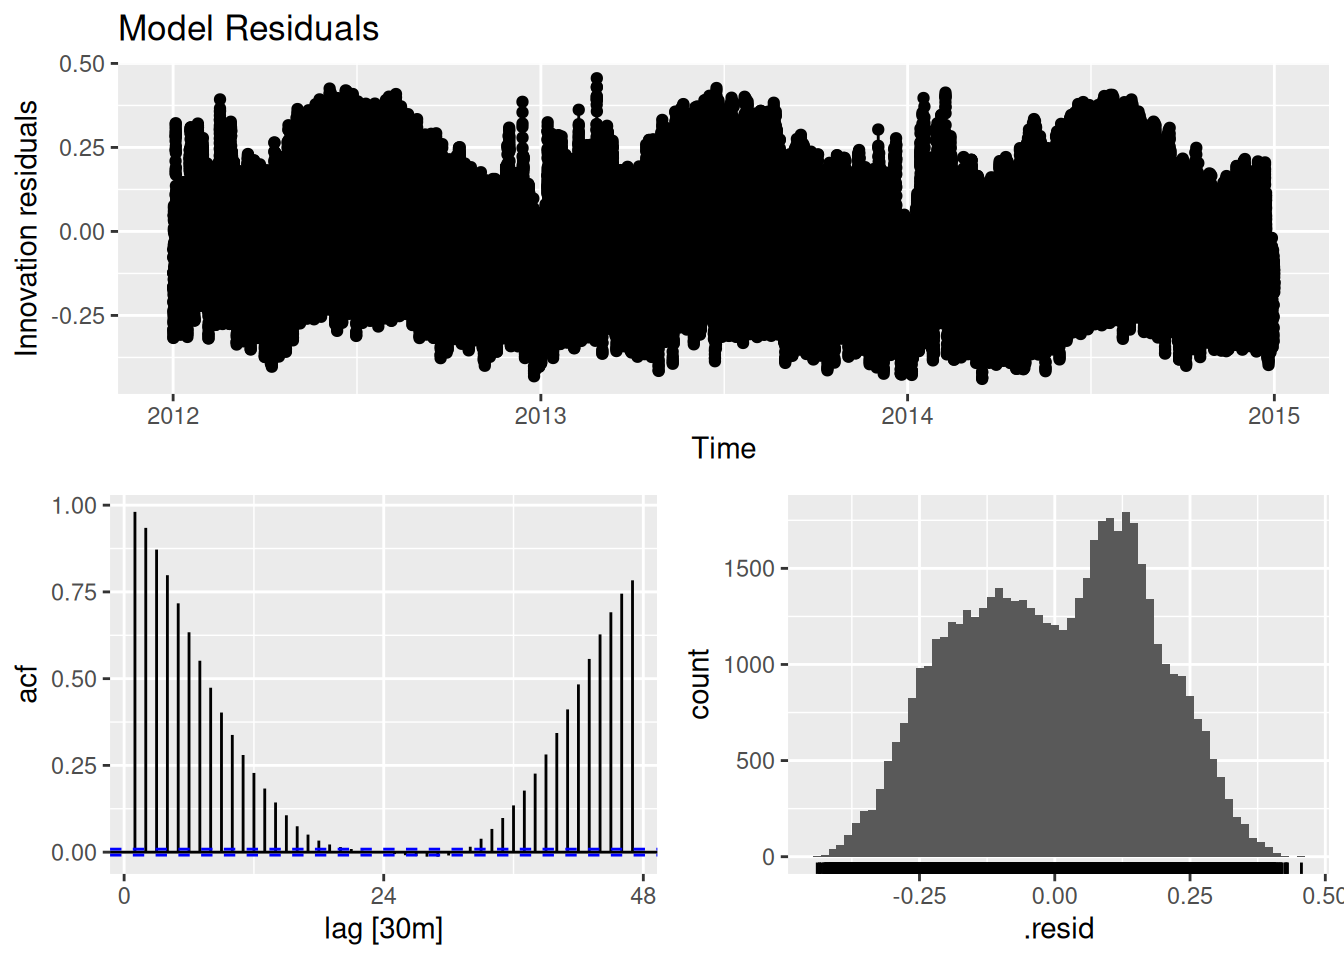 Model Residuals
Innovation residuals
0.50
0.25
0.00
-0.25
2012 2013 2014 2015
Time
acf
1.00
0.75
0.50
0.25
0.00
0 24 48
lag [30m]
count
1500
1000
500
0
-0.25 0.00 0.25 0.50
.resid